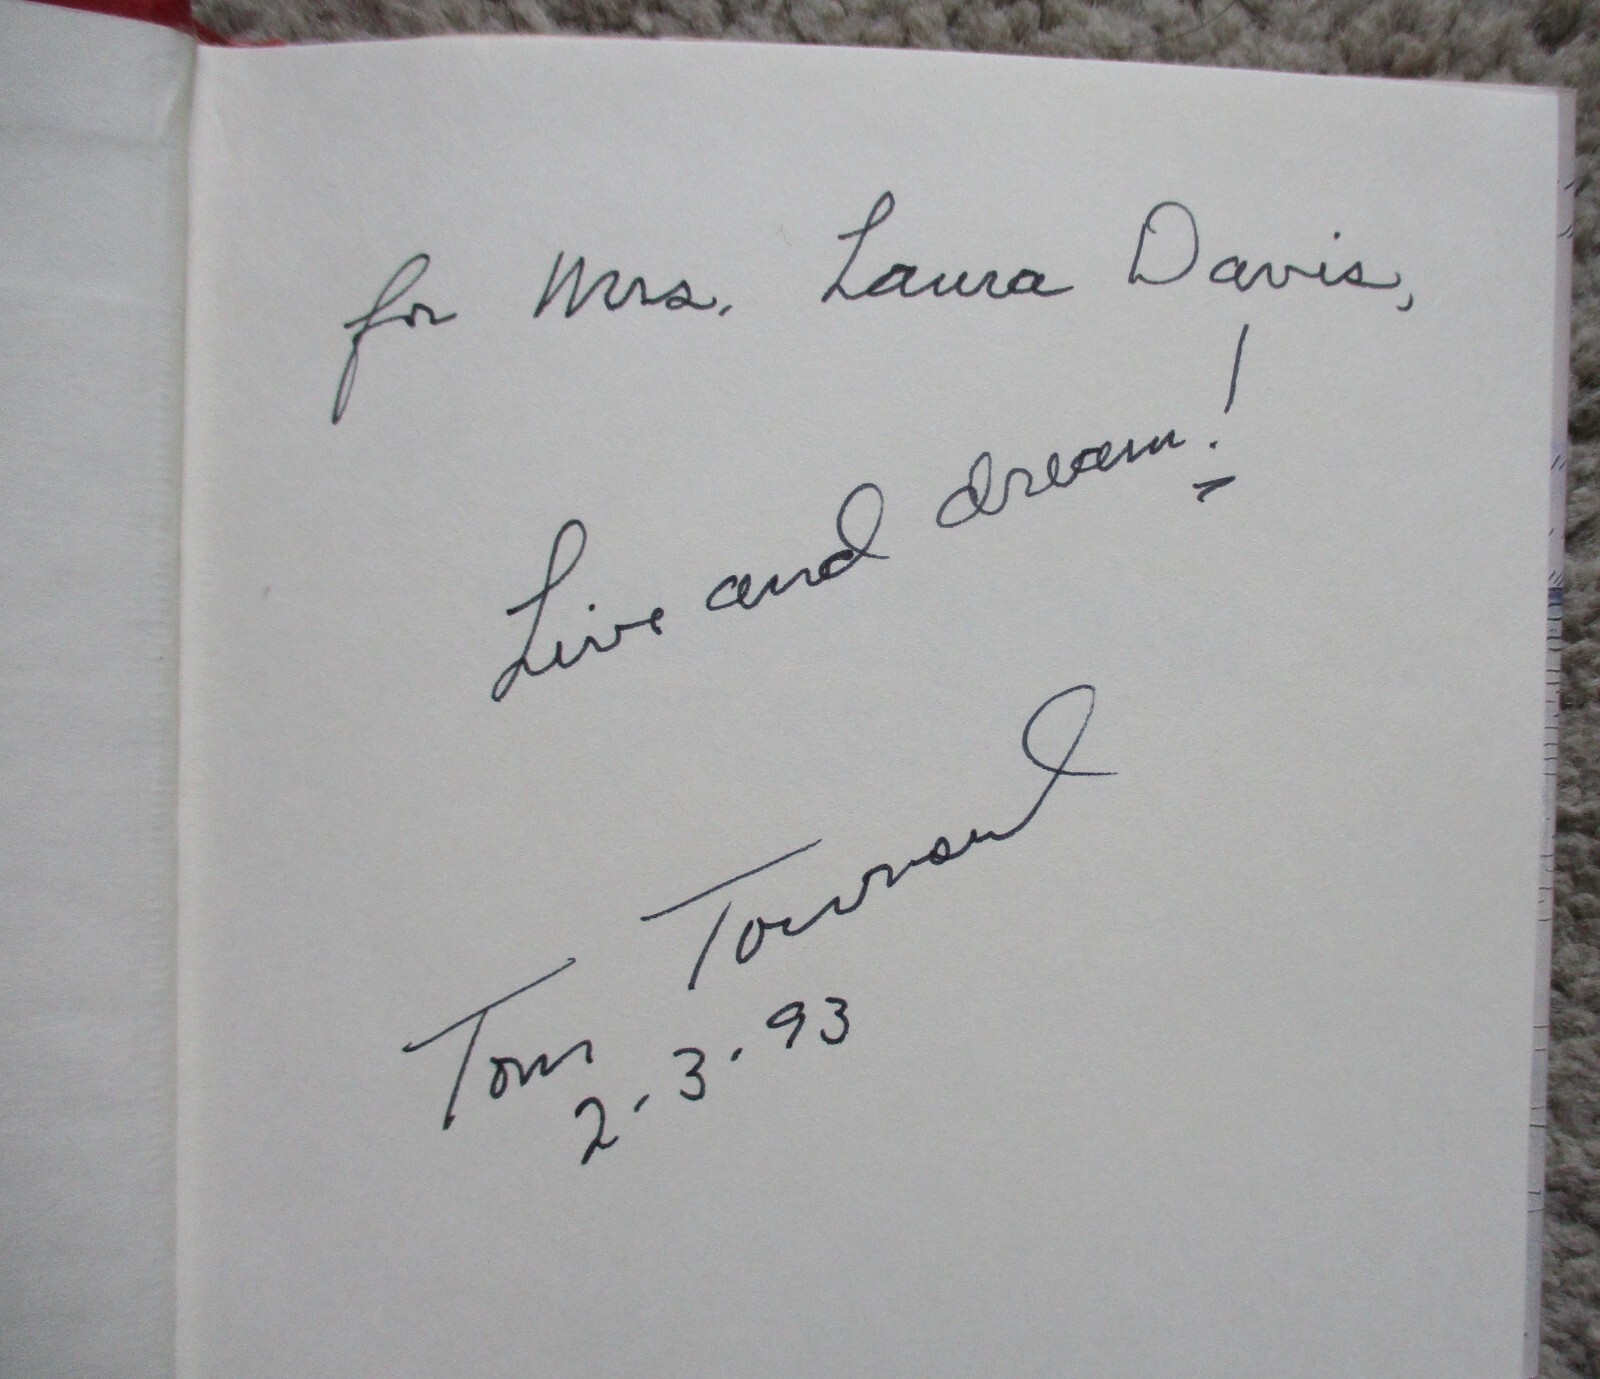 for Mrs. Laura Davis,
Live and dream!
Tom Townsend
2.3.93